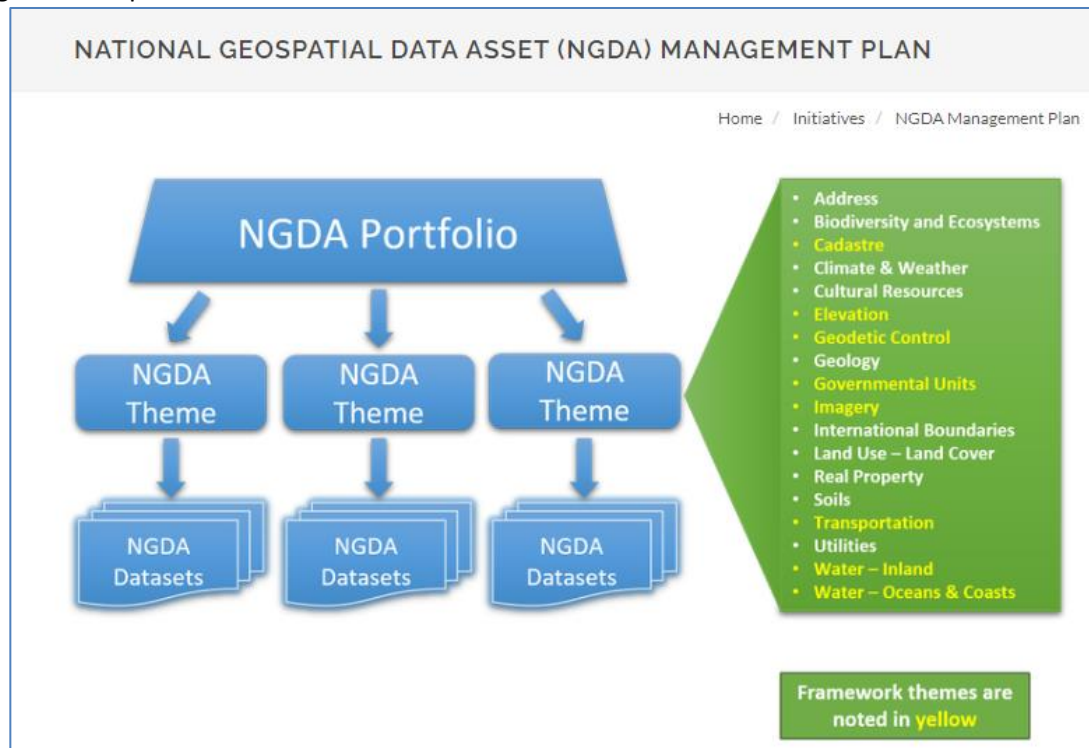 NATIONAL GEOSPATIAL DATA ASSET (NGDA) MANAGEMENT PLAN
Home / Initiatives / NGDA Management Plan
NGDA Portfolio
NGDA
Theme
NGDA
Theme
NGDA
Theme
NGDA
Datasets
NGDA
Datasets
NGDA
Datasets
• Address
• Biodiversity and Ecosystems
• Cadastre
• Climate & Weather
• Cultural Resources
• Elevation
• Geodetic Control
• Geology
• Governmental Units
• Imagery
• International Boundaries
• Land Use – Land Cover
• Real Property
• Soils
• Transportation
• Utilities
• Water – Inland
• Water – Oceans & Coasts
Framework themes are
noted in yellow